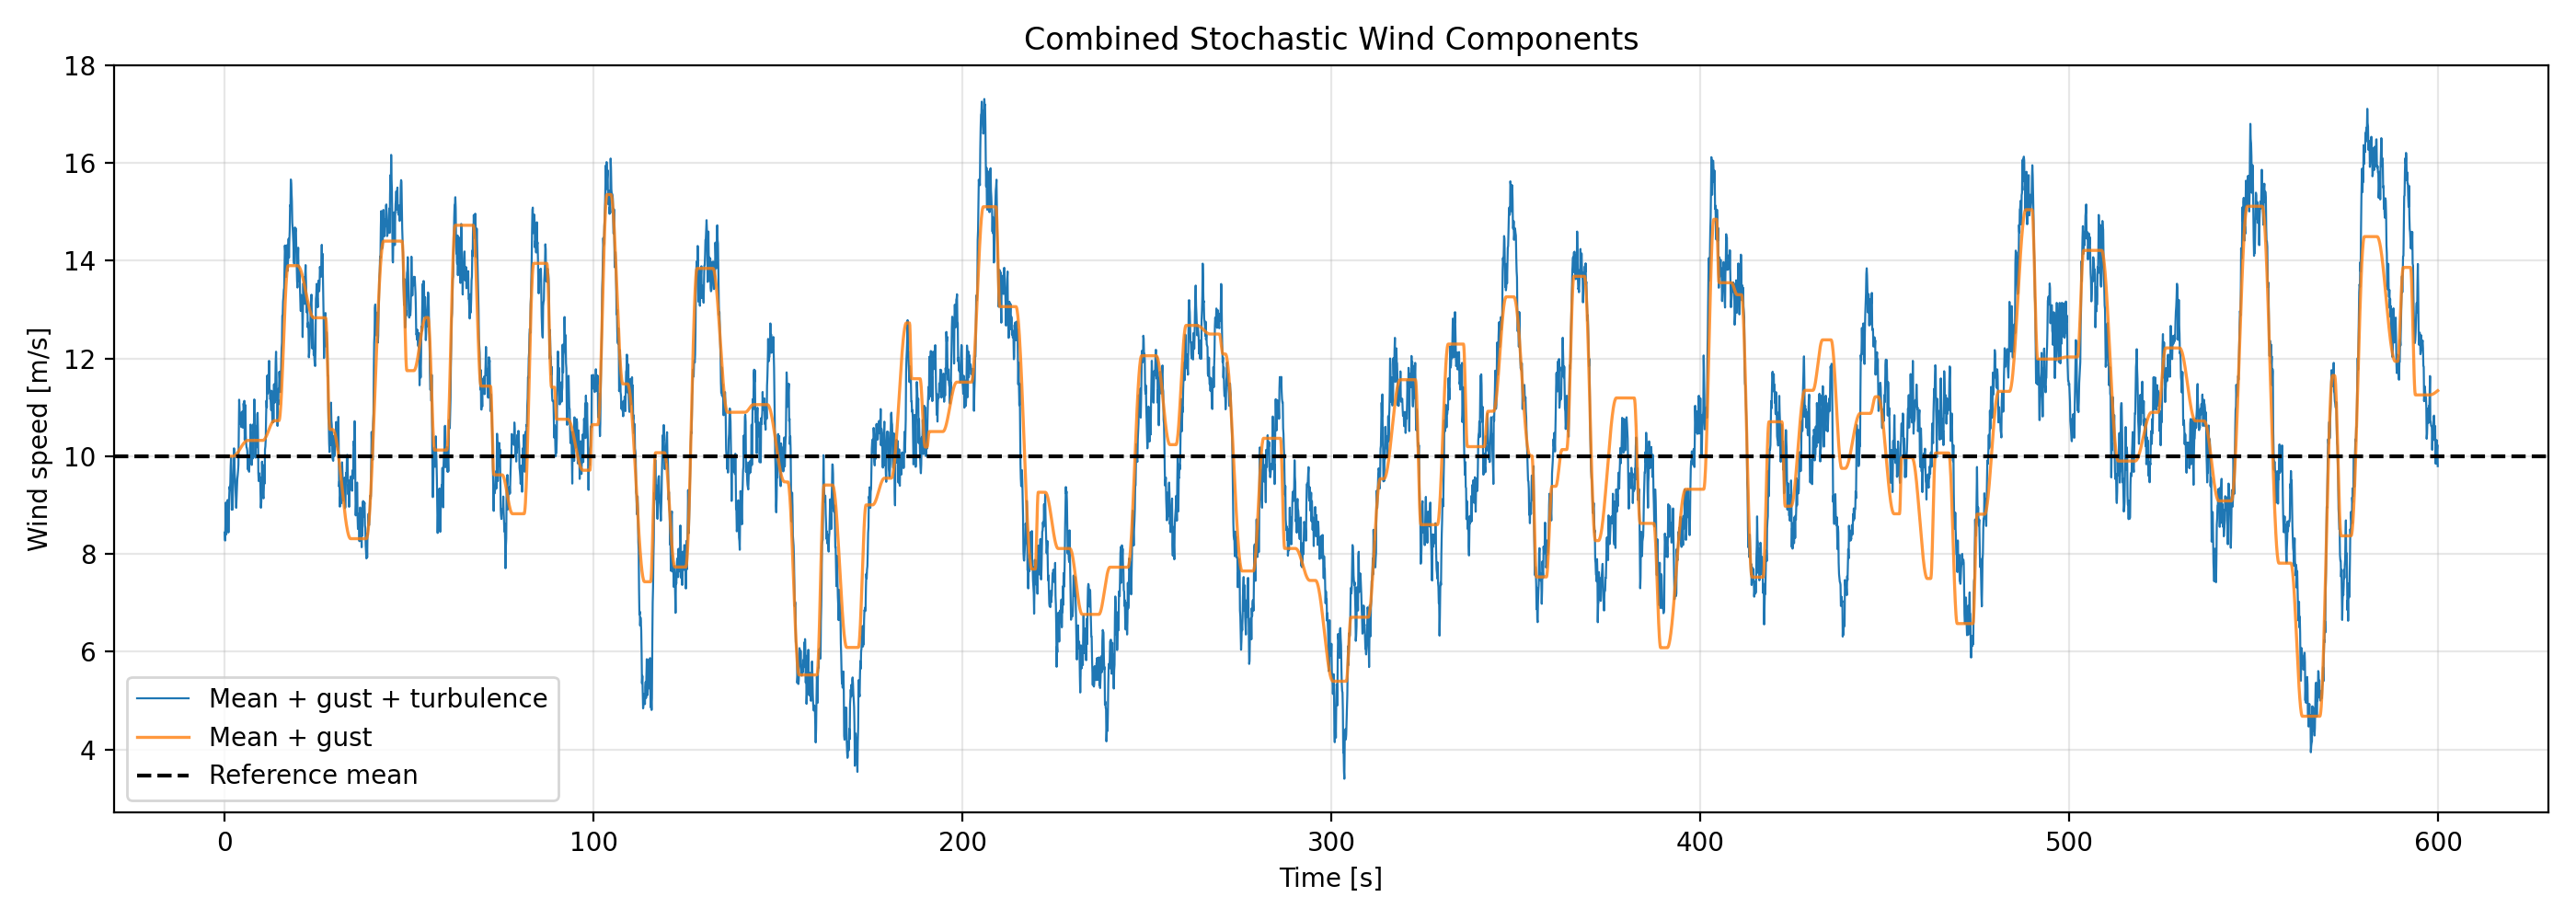 Combined Stochastic Wind Components
Wind speed [m/s]
18
16
14
12
10
8
6
4
Mean + gust + turbulence
Mean + gust
Reference mean
0 100 200 300 400 500 600
Time [s]